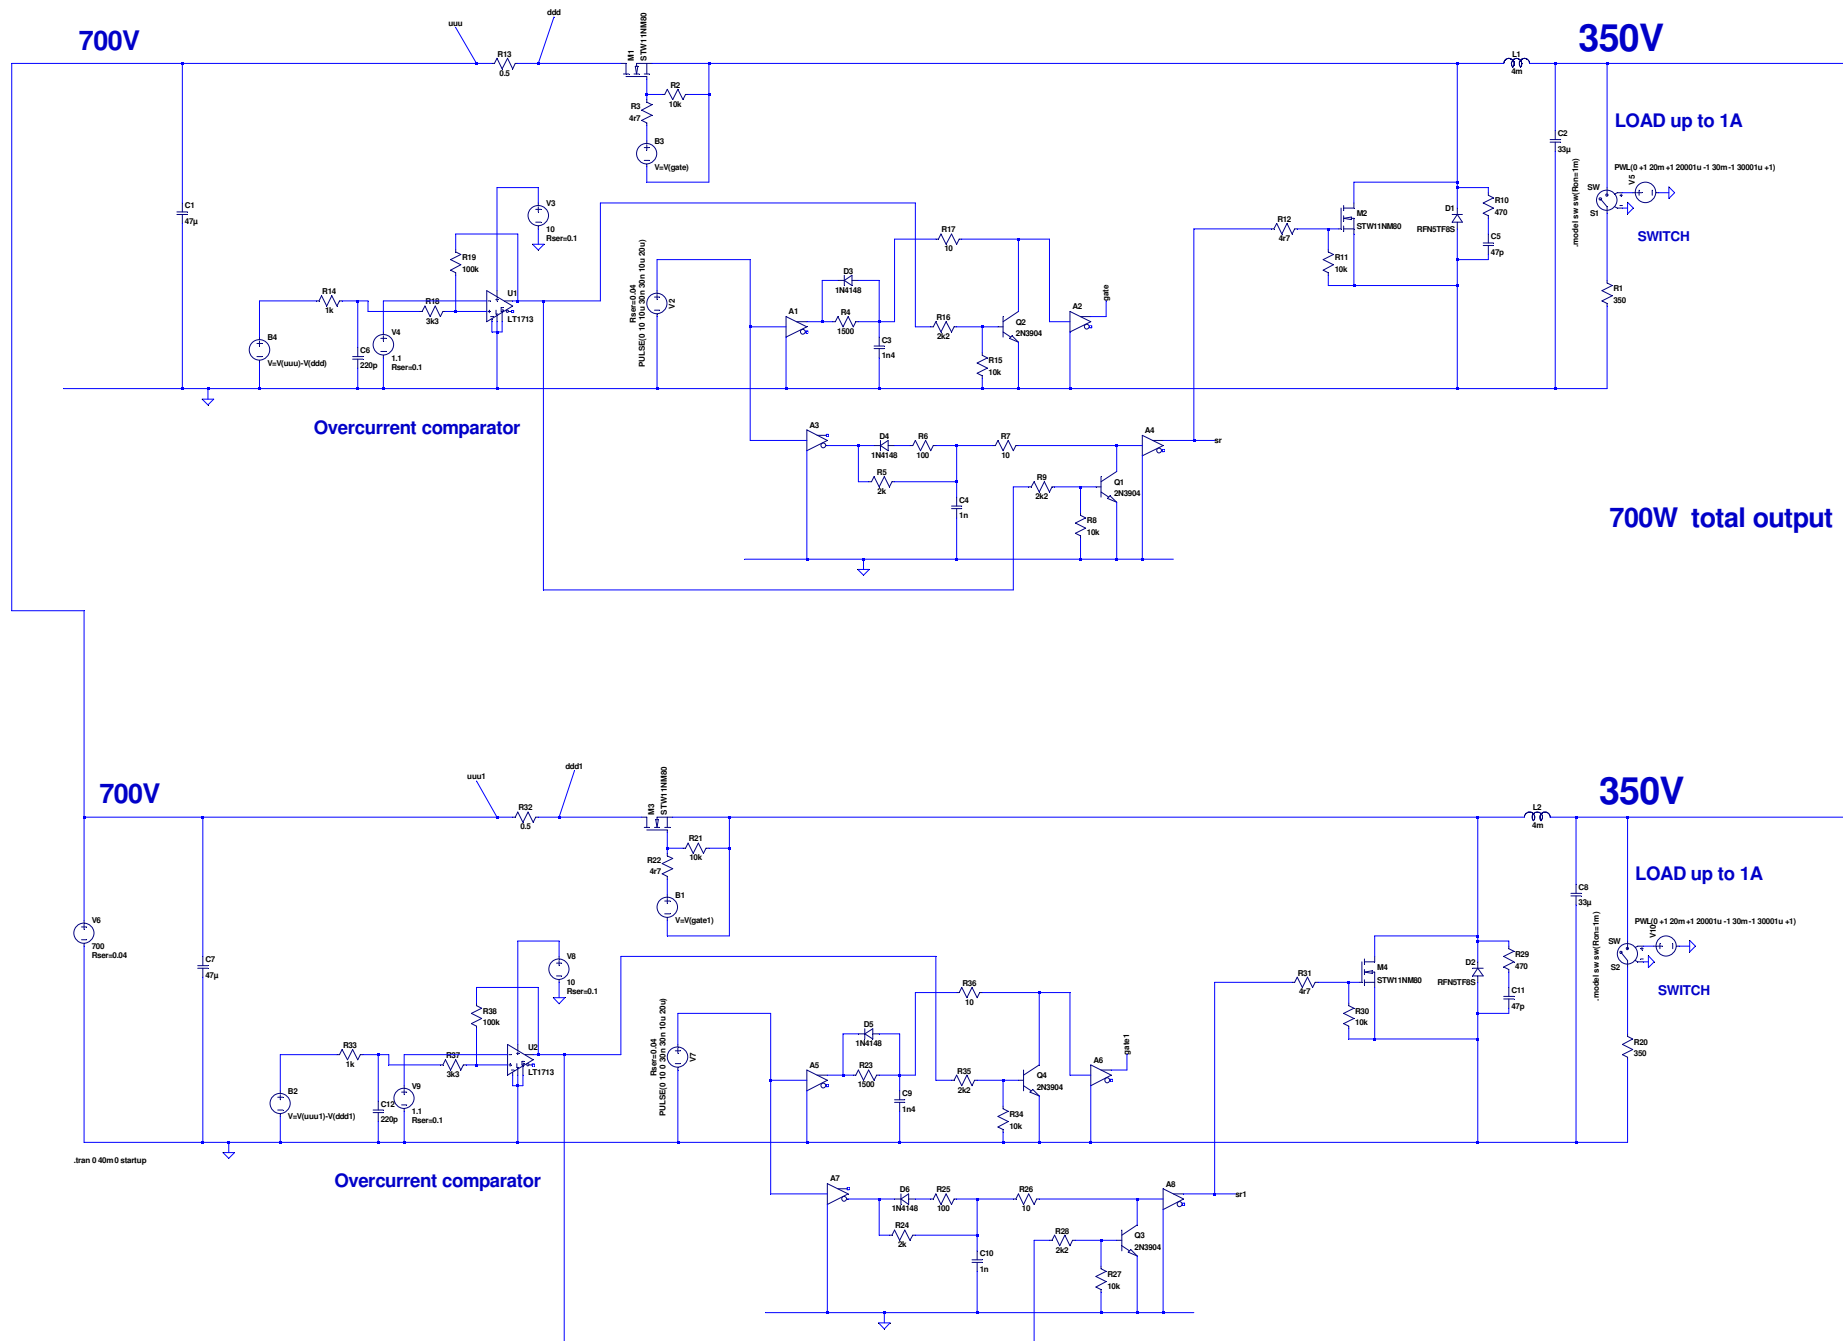 700V
uuu
ddd
R13
0.5
M1
STW11NM80
R2
10k
R3
4r7
B3
V=V(gate)
L1
4m
350V
C2
33µ
LOAD up to 1A
PWL(0 +1 20m +1 20001u -1 30m -1 30001u +1)
V5
SW
S1
.model sw sw(Ron=1m)
SWITCH
R1
350
C1
47µ
V3
10
Rser=0.1
R19
100k
U1
LT1713
R14
1k
R18
3k3
V4
1.1
Rser=0.1
B4
V=V(uuu)-V(ddd)
C6
220p
Overcurrent comparator
V2
Rser=0.04
PULSE(0 10 10u 30n 30n 10u 20u)
A1
D3
1N4148
R4
1500
C3
1n4
R17
10
R16
2k2
R15
10k
Q2
2N3904
A2
gate
R12
4r7
R11
10k
M2
STW11NM80
D1
RFN5TF8S
R10
470
C5
47p
A3
D4
1N4148
R6
100
R5
2k
C4
1n
R7
10
R9
2k2
R8
10k
Q1
2N3904
A4
sr
700W  total output
700V
uuu1
ddd1
R32
0.5
M3
STW11NM80
R21
10k
R22
4r7
B1
V=V(gate1)
L2
4m
350V
C8
33µ
LOAD up to 1A
PWL(0 +1 20m +1 20001u -1 30m -1 30001u +1)
V10
SW
S2
.model sw sw(Ron=1m)
SWITCH
R20
350
V6
700
Rser=0.04
C7
47µ
V8
10
Rser=0.1
R38
100k
U2
LT1713
R33
1k
R37
3k3
V9
1.1
Rser=0.1
B2
V=V(uuu1)-V(ddd1)
C12
220p
.tran 0 40m 0 startup
Overcurrent comparator
V7
Rser=0.04
PULSE(0 10 0 30n 30n 10u 20u)
A5
D5
1N4148
R23
1500
C9
1n4
R36
10
R35
2k2
R34
10k
Q4
2N3904
A6
gate1
R31
4r7
R30
10k
M4
STW11NM80
D2
RFN5TF8S
R29
470
C11
47p
A7
D6
1N4148
R25
100
R24
2k
C10
1n
R26
10
R28
2k2
R27
10k
Q3
2N3904
A8
sr1